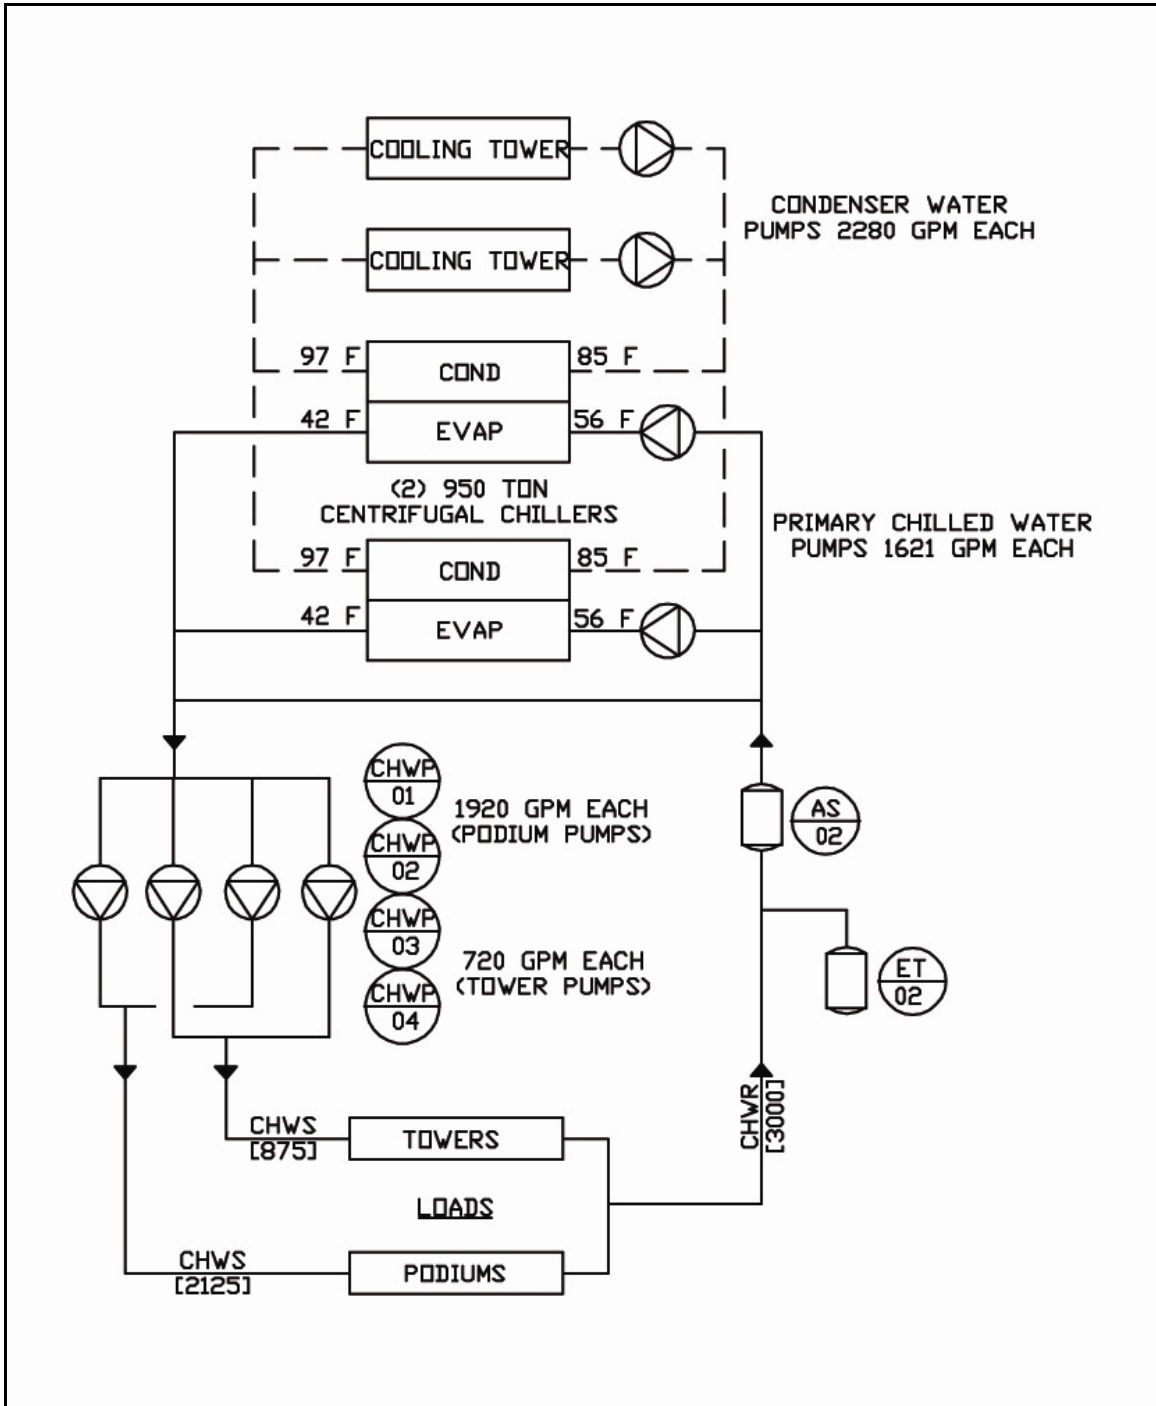 COOLING TOWER
CONDENSER WATER
PUMPS 2280 GPM EACH
COOLING TOWER
97 F
COND
85 F
42 F
EVAP
56 F
(2) 950 TON
CENTRIFUGAL CHILLERS
PRIMARY CHILLED WATER
PUMPS 1621 GPM EACH
97 F
COND
85 F
42 F
EVAP
56 F
CHWP
01
1920 GPM EACH
(PODIUM PUMPS)
CHWP
02
CHWP
03
720 GPM EACH
(TOWER PUMPS)
CHWP
04
AS
02
ET
02
CHWR
[3000]
CHWS
[875]
TOWERS
LOADS
CHWS
[2125]
PODIUMS